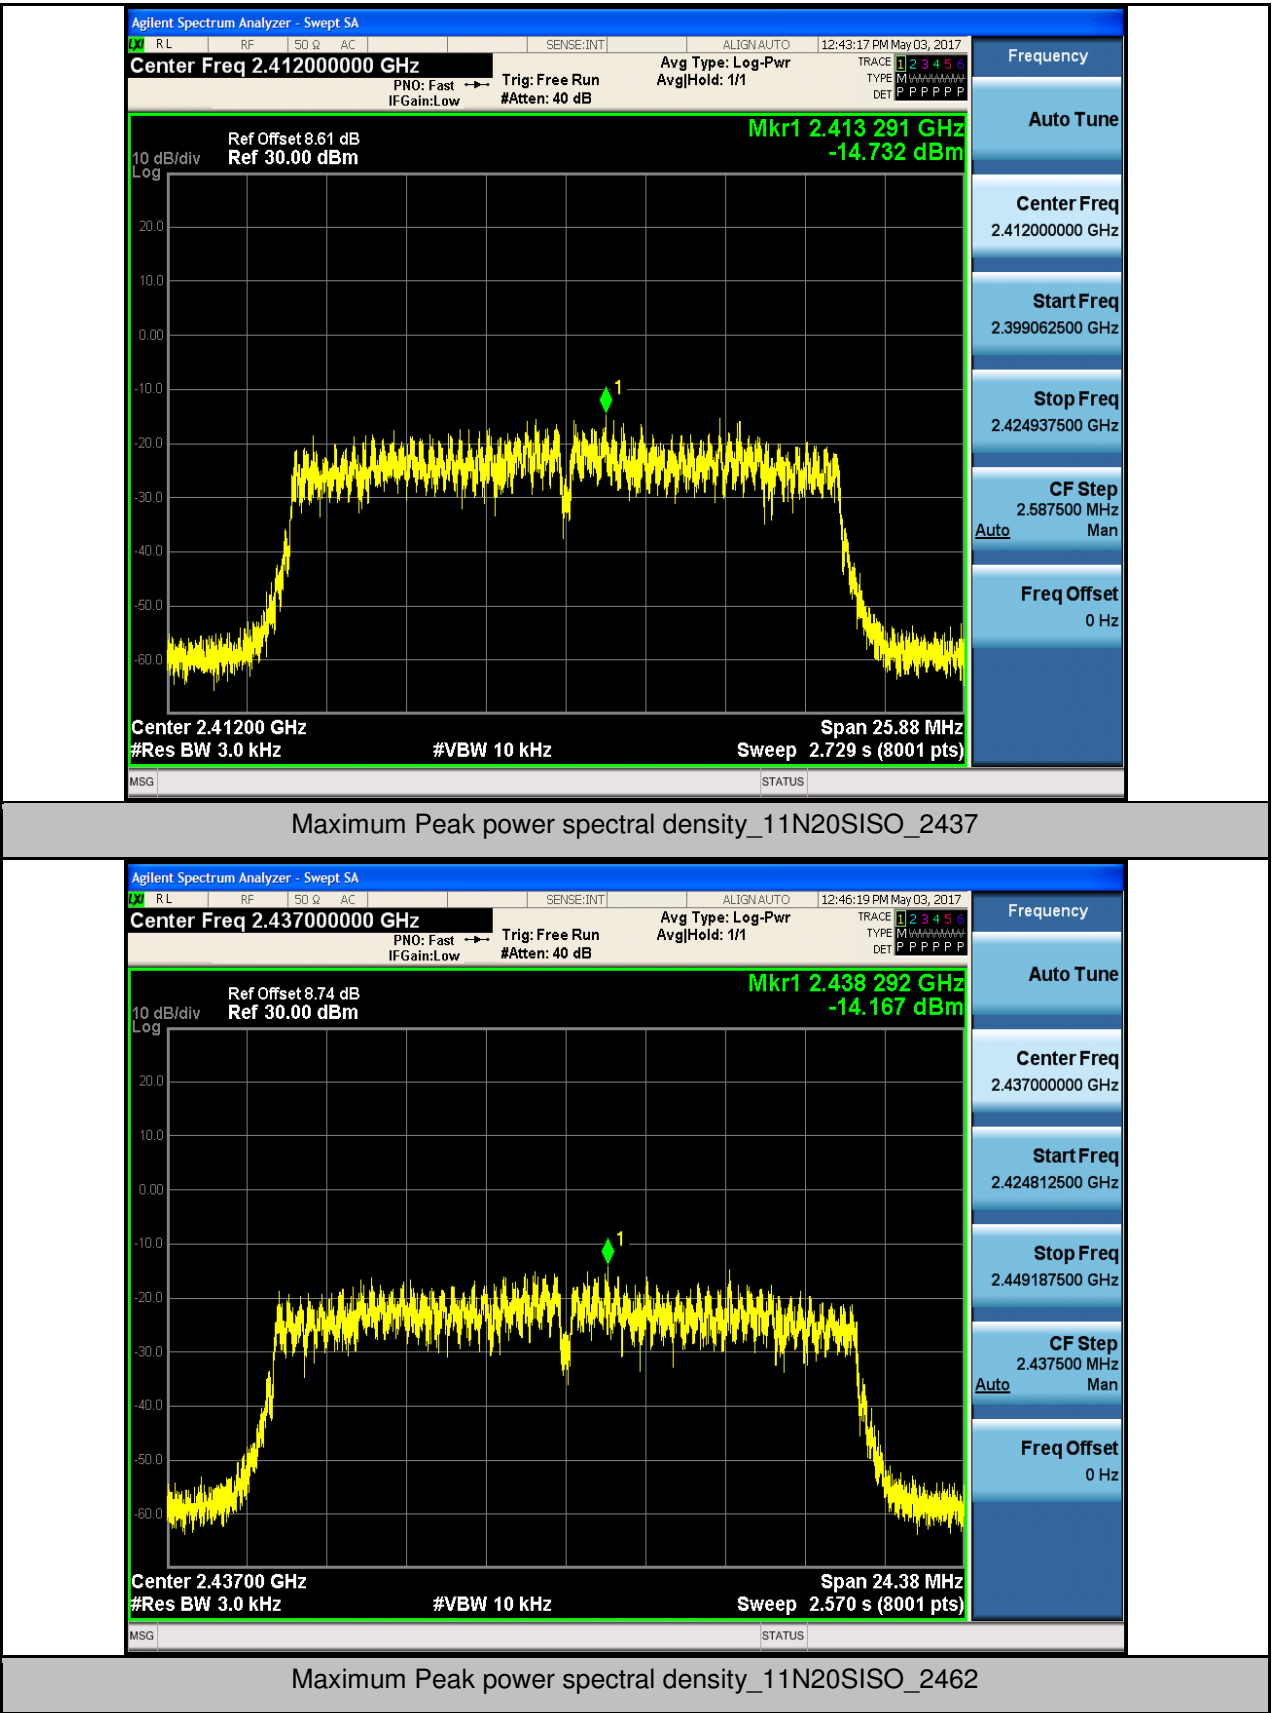 Agilent Spectrum Analyzer - Swept SA
LXI RL RF 50 Ω AC SENSE:INT ALIGN AUTO 12:43:17 PM May 03, 2017
Center Freq 2.412000000 GHz
PNO: Fast
IFGain:Low
Trig: Free Run
#Atten: 40 dB
Avg Type: Log-Pwr
Avg|Hold: 1/1
TRACE 1 2 3 4 5 6
TYPE M WWWWW
DET P P P P P P
Mkr1 2.413 291 GHz
-14.732 dBm
Ref Offset 8.61 dB
10 dB/div Ref 30.00 dBm
Log
20.0
10.0
0.00
-10.0
-20.0
-30.0
-40.0
-50.0
-60.0
1
Center 2.41200 GHz Span 25.88 MHz
#Res BW 3.0 kHz #VBW 10 kHz Sweep 2.729 s (8001 pts)
MSG STATUS
Frequency
Auto Tune
Center Freq
2.412000000 GHz
Start Freq
2.399062500 GHz
Stop Freq
2.424937500 GHz
CF Step
2.587500 MHz
Auto Man
Freq Offset
0 Hz
Maximum Peak power spectral density_11N20SISO_2437
Agilent Spectrum Analyzer - Swept SA
LXI RL RF 50 Ω AC SENSE:INT ALIGN AUTO 12:46:19 PM May 03, 2017
Center Freq 2.437000000 GHz
PNO: Fast
IFGain:Low
Trig: Free Run
#Atten: 40 dB
Avg Type: Log-Pwr
Avg|Hold: 1/1
TRACE 1 2 3 4 5 6
TYPE M WWWWW
DET P P P P P P
Mkr1 2.438 292 GHz
-14.167 dBm
Ref Offset 8.74 dB
10 dB/div Ref 30.00 dBm
Log
20.0
10.0
0.00
-10.0
-20.0
-30.0
-40.0
-50.0
-60.0
1
Center 2.43700 GHz Span 24.38 MHz
#Res BW 3.0 kHz #VBW 10 kHz Sweep 2.570 s (8001 pts)
MSG STATUS
Frequency
Auto Tune
Center Freq
2.437000000 GHz
Start Freq
2.424812500 GHz
Stop Freq
2.449187500 GHz
CF Step
2.437500 MHz
Auto Man
Freq Offset
0 Hz
Maximum Peak power spectral density_11N20SISO_2462